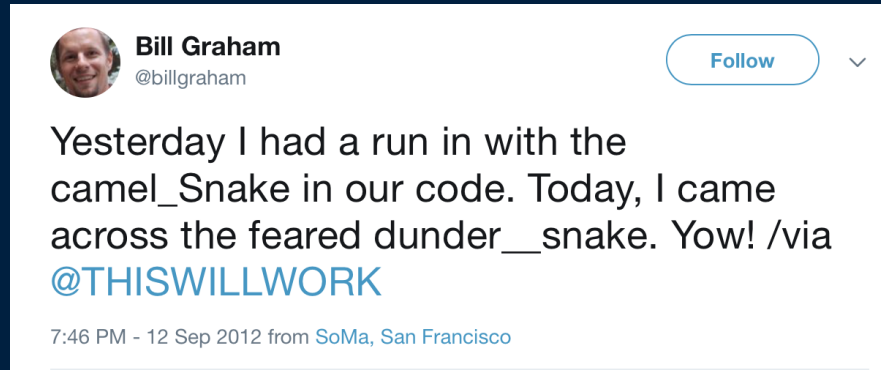 Bill Graham
@billgraham
Follow
Yesterday I had a run in with the
camel_Snake in our code. Today, I came
across the feared dunder__snake. Yow! /via
@THISWILLWORK
7:46 PM - 12 Sep 2012 from SoMa, San Francisco